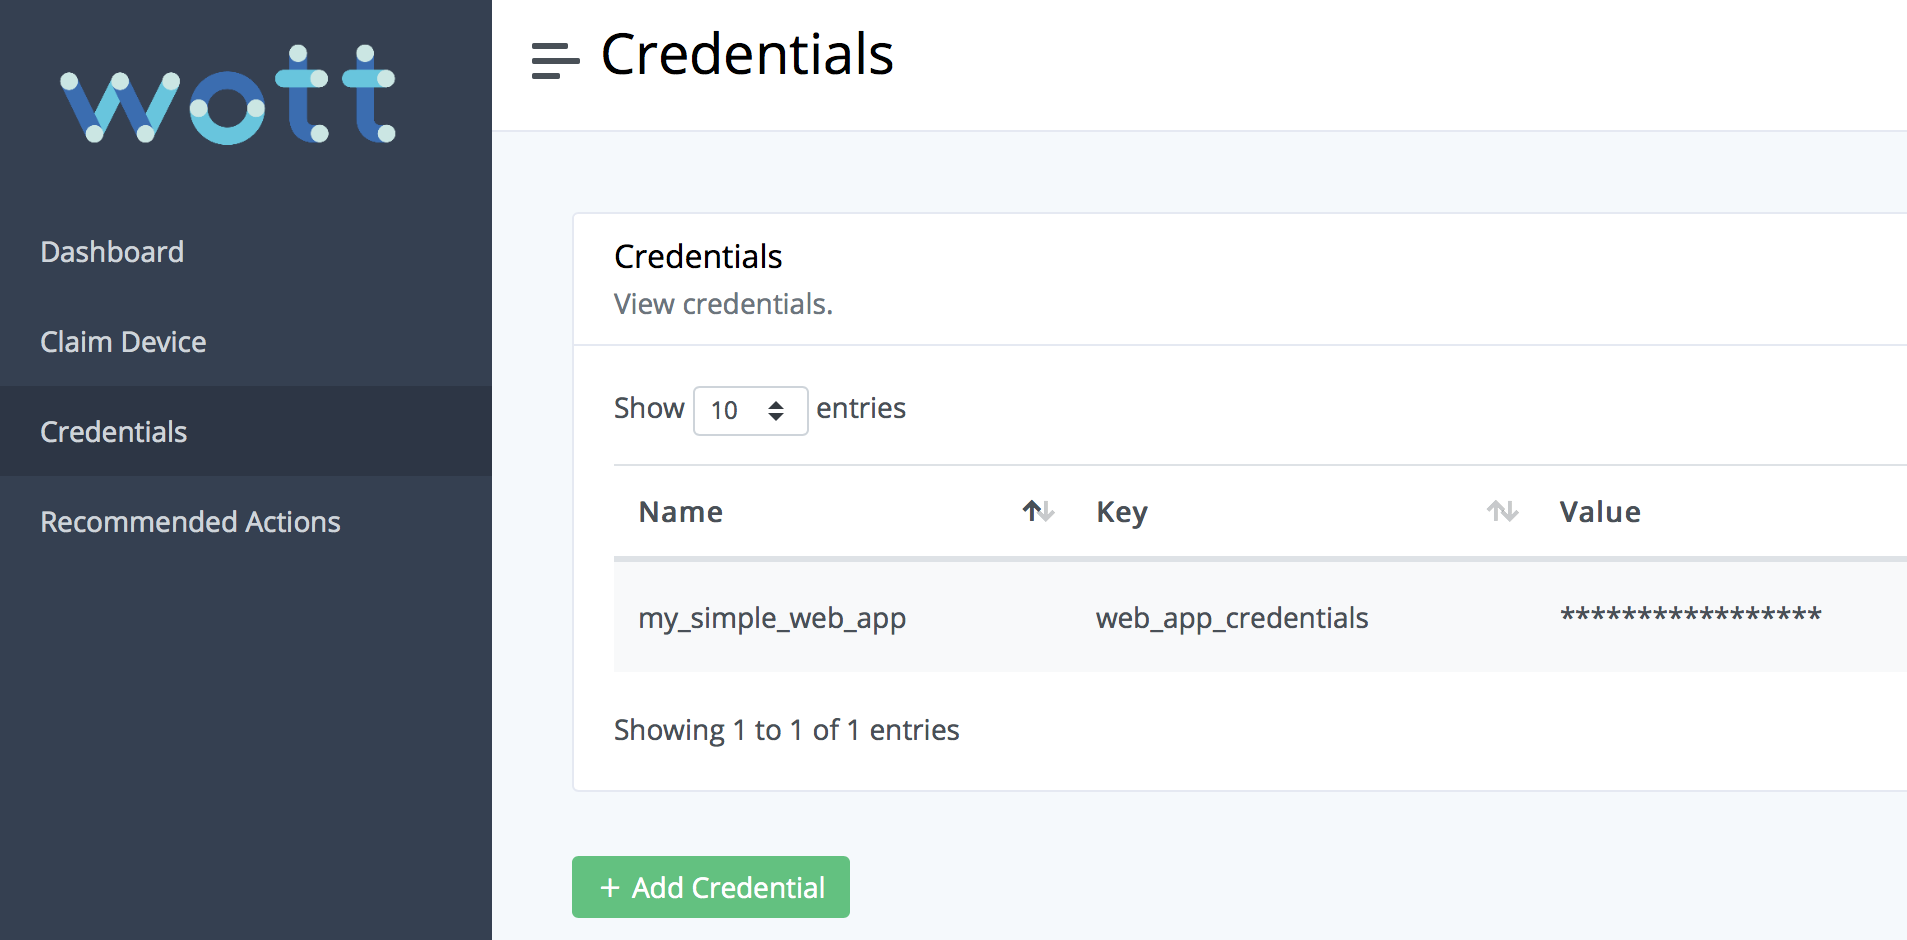 wott
Credentials
Dashboard
Claim Device
Credentials
Recommended Actions
Credentials
View credentials.
Show 10 entries
Name Key Value
my_simple_web_app web_app_credentials *****************
Showing 1 to 1 of 1 entries
+ Add Credential